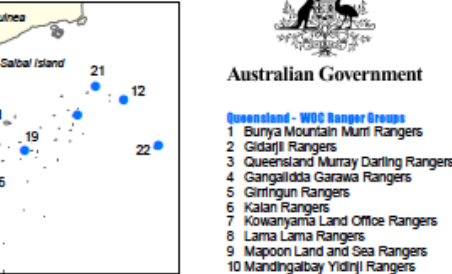 uinea
Saibai Island
21
12
19
22
Australian Government
Queensland - WOC Ranger Groups
1 Bunya Mountain Murri Rangers
2 Gidarjil Rangers
3 Queensland Murray Darling Rangers
4 Gangalidda Garawa Rangers
5 Girringun Rangers
6 Kalan Rangers
7 Kowanyama Land Office Rangers
8 Lama Lama Rangers
9 Mapoon Land and Sea Rangers
10 Mandingalbay Yidinji Rangers